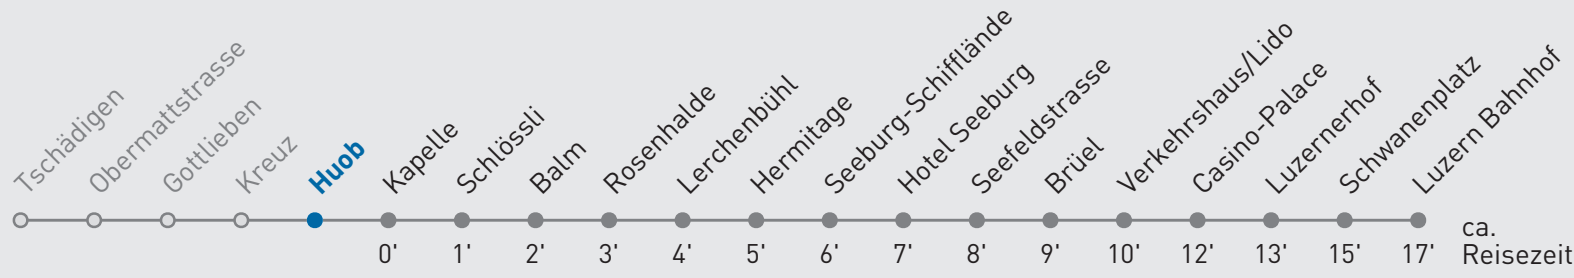 Tschädigen
Obermattstrasse
Gottlieben
Kreuz
Huob
Kapelle
Schlössli
Balm
Rosenhalde
Lerchenbühl
Hermitage
Seeburg-Schifflände
Hotel Seeburg
Seefeldstrasse
Brüel
Verkehrshaus/Lido
Casino-Palace
Luzernerhof
Schwanenplatz
Luzern Bahnhof
0' 1' 2' 3' 4' 5' 6' 7' 8' 9' 10' 12' 13' 15' 17'
ca.
Reisezeit